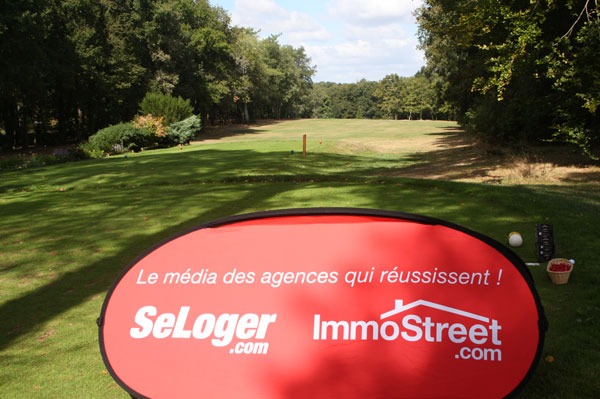 Le média des agences qui réussissent !
SeLoger
.com
ImmoStreet
.com